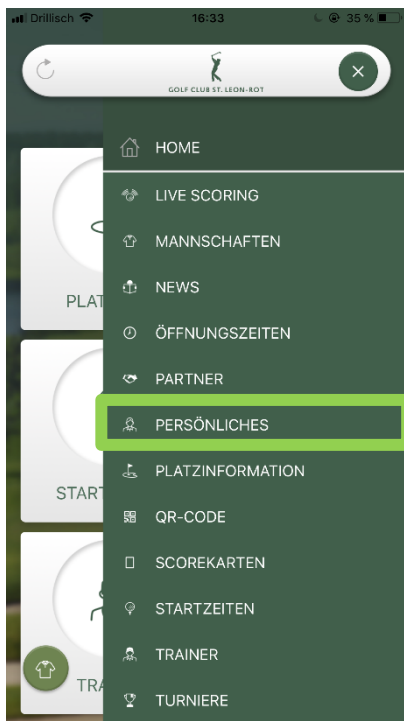 Drillisch 16:33 35 %
GOLF CLUB ST. LEON-ROT
HOME
LIVE SCORING
MANNSCHAFTEN
NEWS
PLAT
ÖFFNUNGSZEITEN
PARTNER
PERSÖNLICHES
PLATZINFORMATION
START
QR-CODE
SCOREKARTEN
STARTZEITEN
TRAINER
TRA
TURNIERE